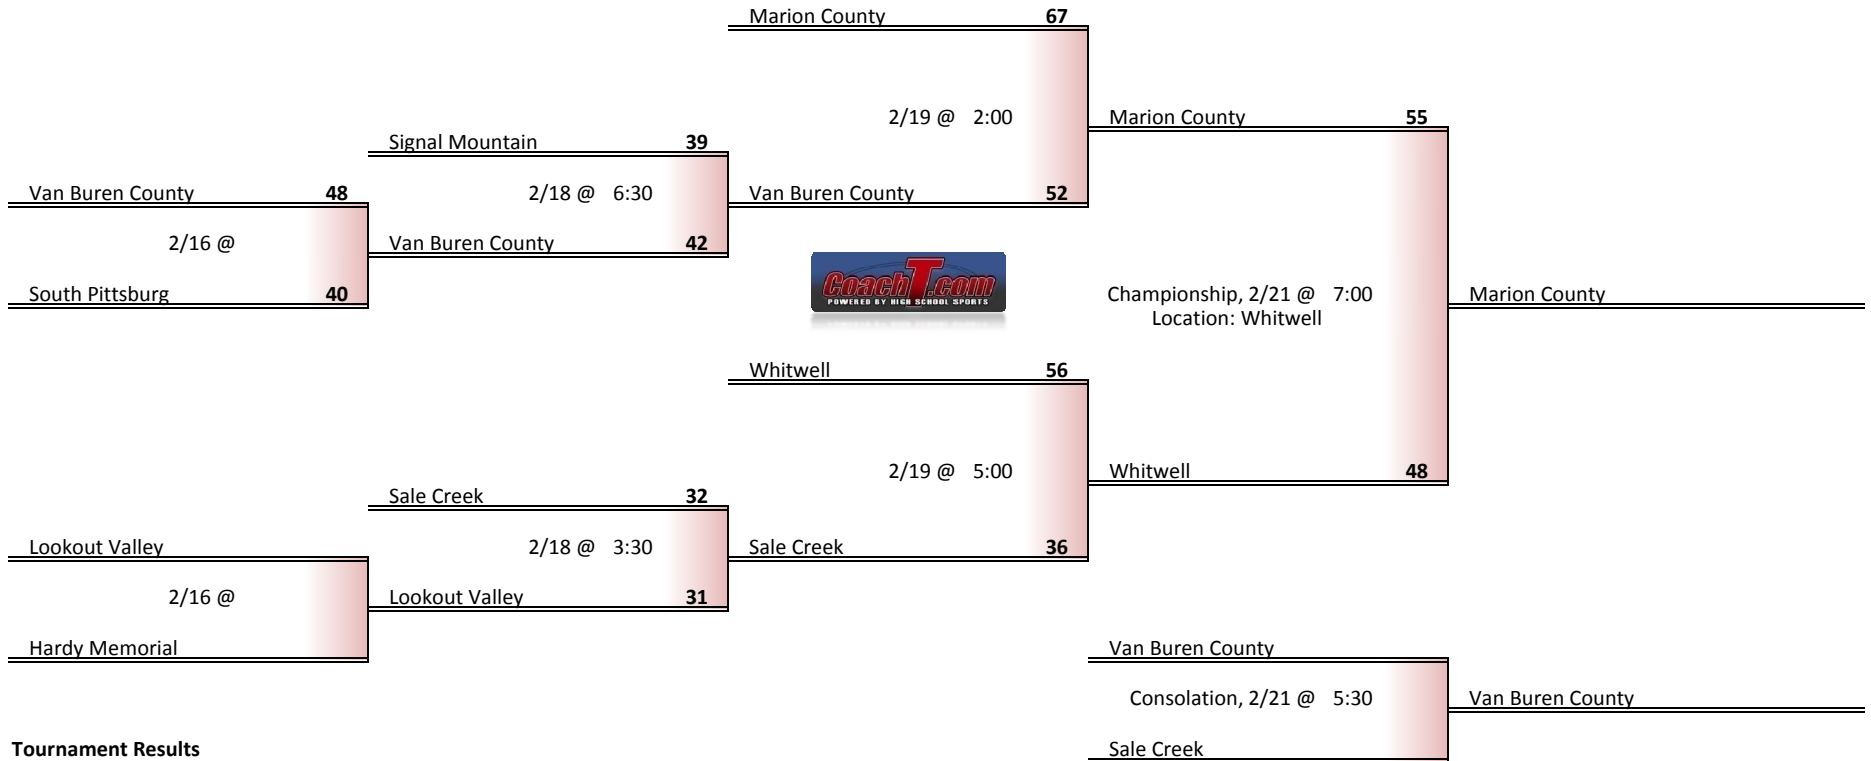 Marion County 67
2/19 @ 2:00
Marion County 55
Signal Mountain 39
Van Buren County 48
2/18 @ 6:30
Van Buren County 52
2/16 @
Van Buren County 42
CoachT.com
POWERED BY HIGH SCHOOL SPORTS
South Pittsburg 40
Championship, 2/21 @ 7:00
Location: Whitwell
Marion County
Whitwell 56
2/19 @ 5:00
Whitwell 48
Sale Creek 32
Lookout Valley
2/18 @ 3:30
Sale Creek 36
2/16 @
Lookout Valley 31
Hardy Memorial
Van Buren County
Consolation, 2/21 @ 5:30
Van Buren County
Tournament Results
Sale Creek